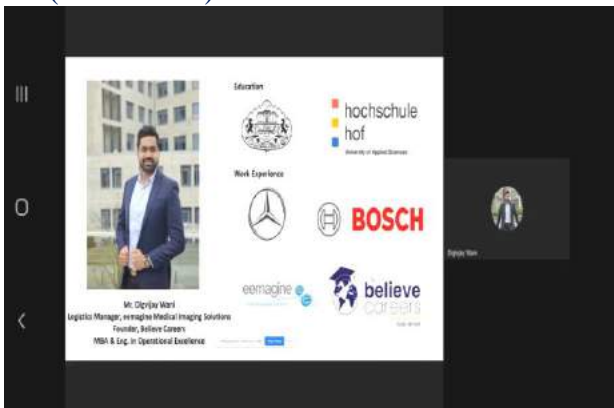 Education
hochschule
hof
University of Applied Sciences
Work Experience
BOSCH
eemagine
believe
careers
Mr. Digvijay Wani
Logistics Manager, eemagine Medical Imaging Solutions
Founder, Believe Careers
MBA & Eng. in Operational Excellence
Digvijay Wani